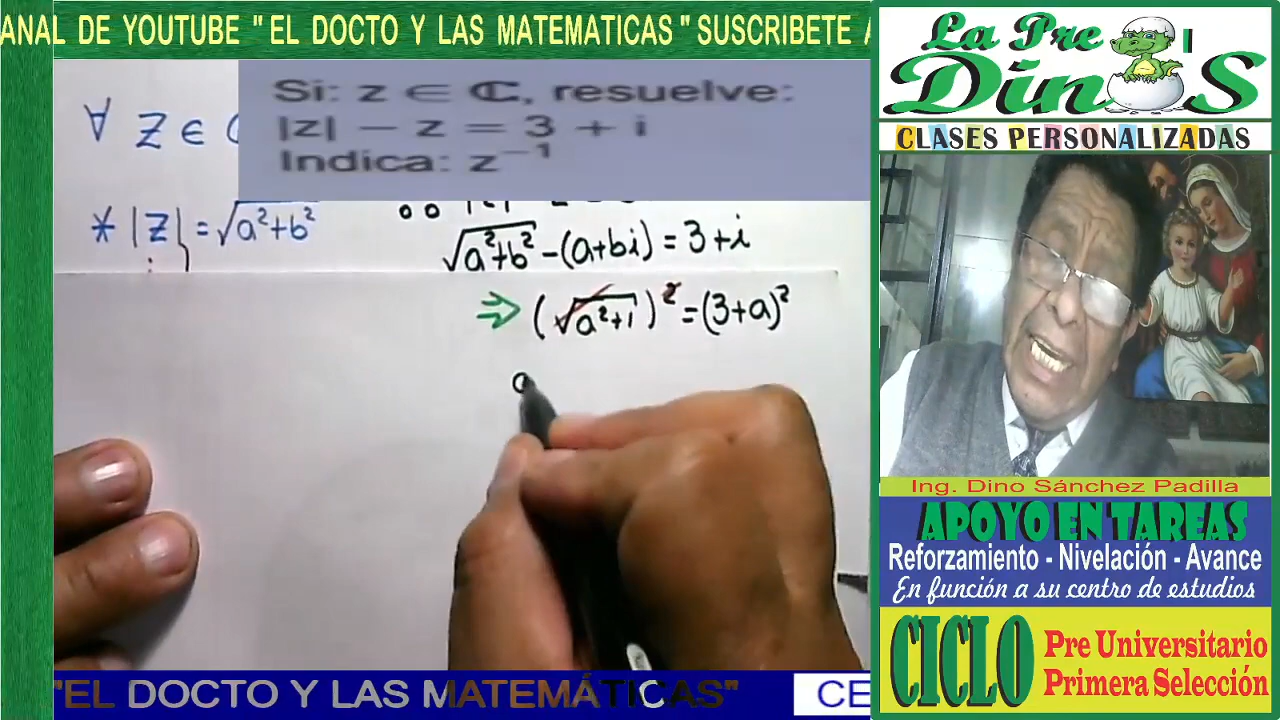 ANAL DE YOUTUBE " EL DOCTO Y LAS MATEMATICAS " SUSCRIBETE A
Si: z ∈ ℂ, resuelve:
|z| − z = 3 + i
Indica: z⁻¹
∀ z ∈
* |z| = √a²+b²
√a²+b² −(a+bi) = 3+i
⇒ (√a²+1)² = (3+a)²
La Pre
DinoS
CLASES PERSONALIZADAS
Ing. Dino Sánchez Padilla
APOYO EN TAREAS
Reforzamiento - Nivelación - Avance
En función a su centro de estudios
CICLO
Pre Universitario
Primera Selección
"EL DOCTO Y LAS MATEMÁTICAS"
CE